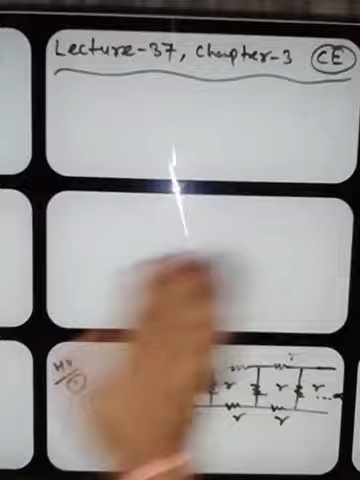 Lecture-37, Chapter-3 CE
r
r r r ....
r r